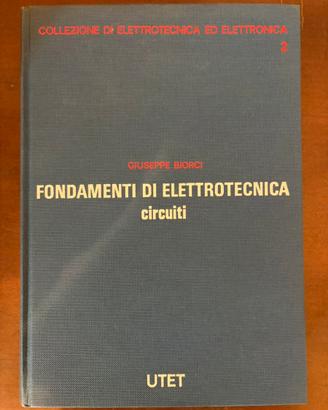 COLLEZIONE DI ELETTROTECNICA ED ELETTRONICA
2
GIUSEPPE BIORCI
FONDAMENTI DI ELETTROTECNICA
circuiti
UTET